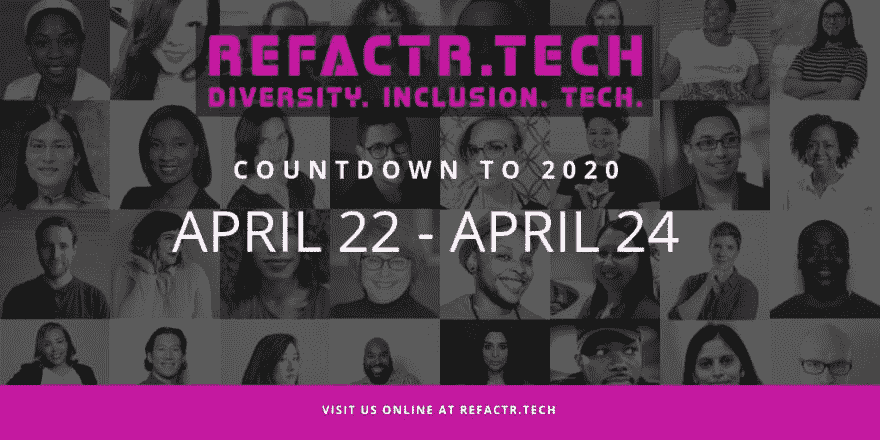 REFACTR.TECH
DIVERSITY. INCLUSION. TECH.
COUNTDOWN TO 2020
APRIL 22 - APRIL 24
VISIT US ONLINE AT REFACTR.TECH